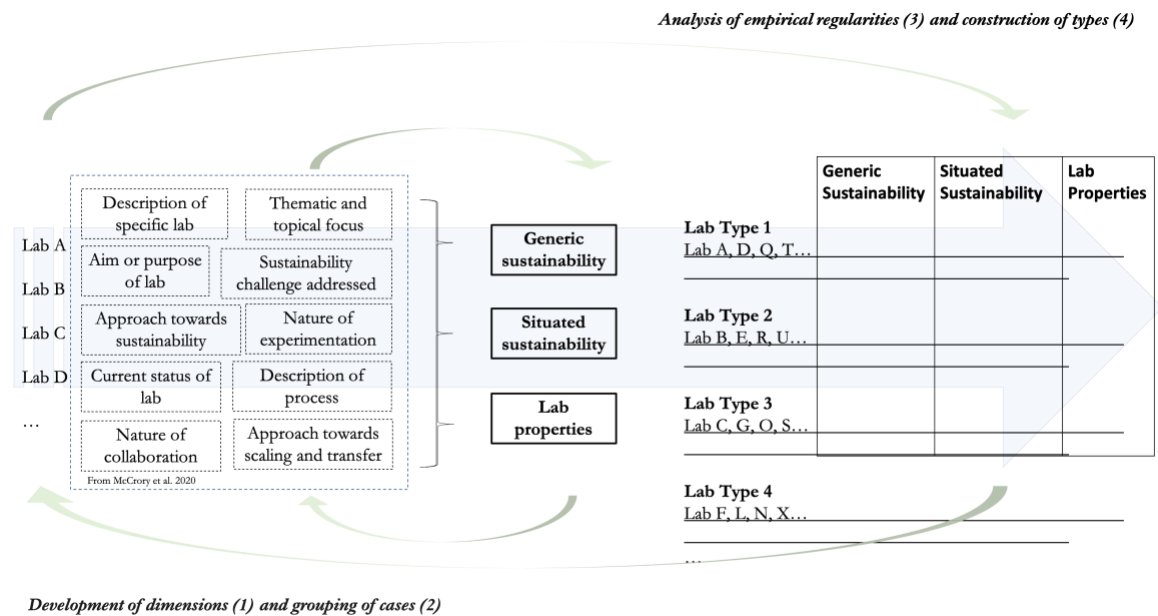 Analysis of empirical regularities (3) and construction of types (4)
Lab A
Lab B
Lab C
Lab D
…
Description of
specific lab
Thematic and
topical focus
Aim or purpose
of lab
Sustainability
challenge addressed
Approach towards
sustainability
Nature of
experimentation
Current status of
lab
Description of
process
Nature of
collaboration
Approach towards
scaling and transfer
From McCrory et al. 2020
Generic
sustainability
Situated
sustainability
Lab
properties
Generic
Sustainability
Situated
Sustainability
Lab
Properties
Lab Type 1
Lab A, D, Q, T…
Lab Type 2
Lab B, E, R, U…
Lab Type 3
Lab C, G, O, S…
Lab Type 4
Lab F, L, N, X…
…
Development of dimensions (1) and grouping of cases (2)